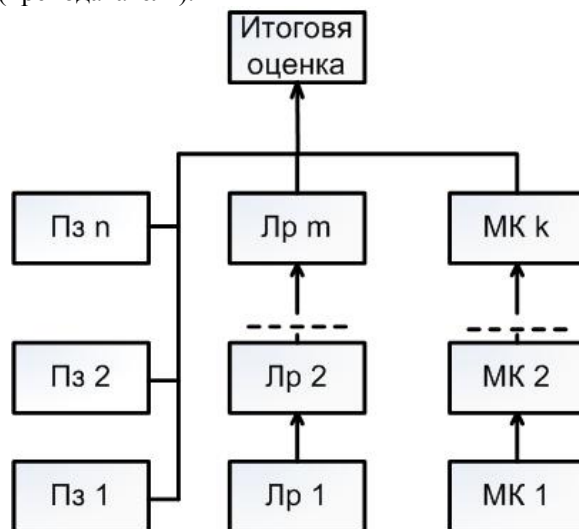 Итоговя
оценка
Пз n
Лр m
МК k
Пз 2
Лр 2
МК 2
Пз 1
Лр 1
МК 1